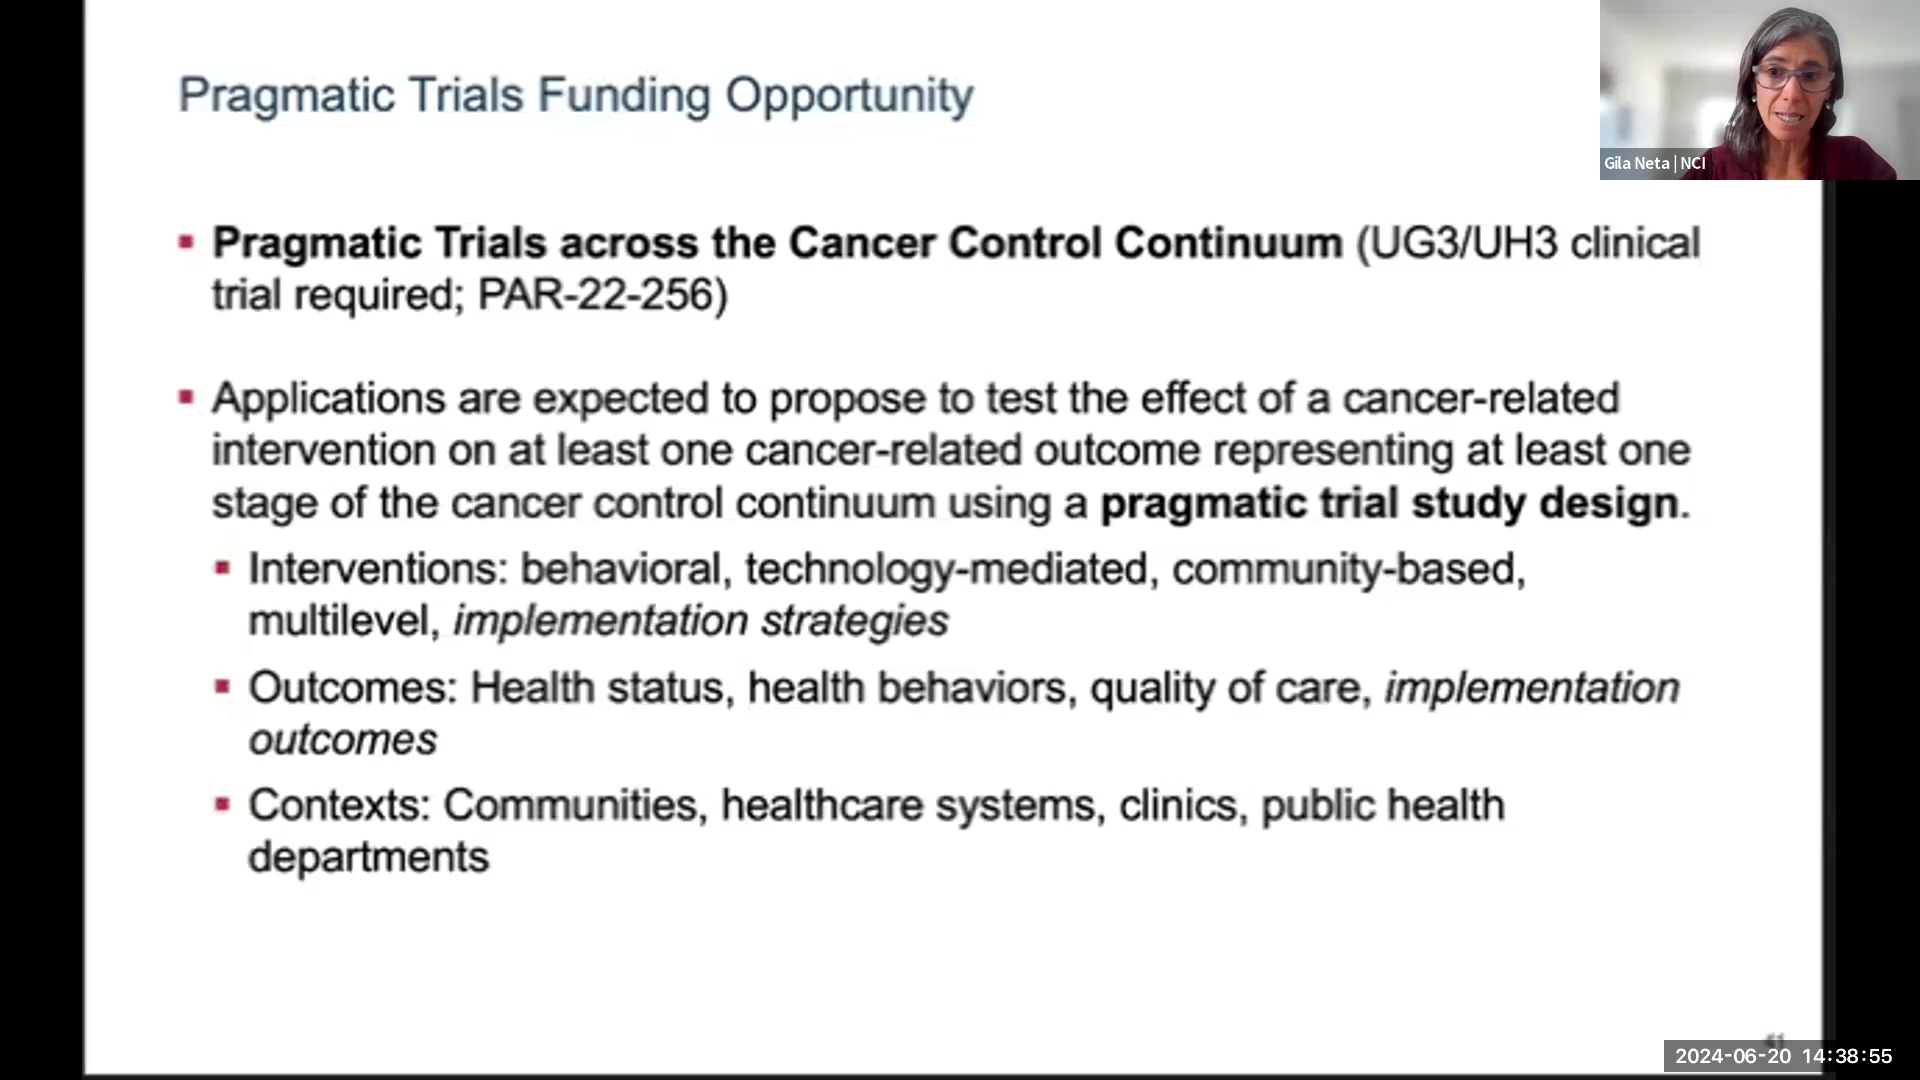 Pragmatic Trials Funding Opportunity
Gila Neta | NCI
▪ Pragmatic Trials across the Cancer Control Continuum (UG3/UH3 clinical
trial required; PAR-22-256)
▪ Applications are expected to propose to test the effect of a cancer-related
intervention on at least one cancer-related outcome representing at least one
stage of the cancer control continuum using a pragmatic trial study design.
▪ Interventions: behavioral, technology-mediated, community-based,
multilevel, implementation strategies
▪ Outcomes: Health status, health behaviors, quality of care, implementation
outcomes
▪ Contexts: Communities, healthcare systems, clinics, public health
departments
2024-06-20 14:38:55